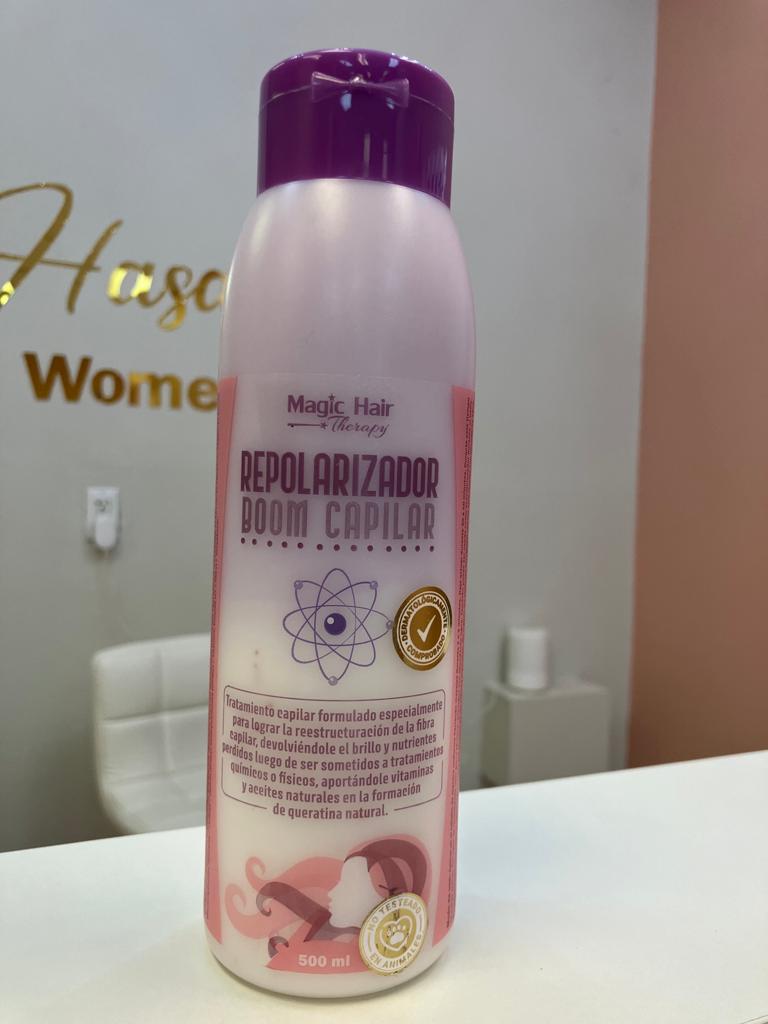 Hasa
Wome
Magic Hair
Therapy
REPOLARIZADOR
BOOM CAPILAR
DERMATOLÓGICAMENTE
COMPROBADO
Tratamiento capilar formulado especialmente
para lograr la reestructuración de la fibra
capilar, devolviéndole el brillo y nutrientes
perdidos luego de ser sometidos a tratamientos
químicos o físicos, aportándole vitaminas
y aceites naturales en la formación
de queratina natural.
NO TESTEADO
EN ANIMALES
500 ml